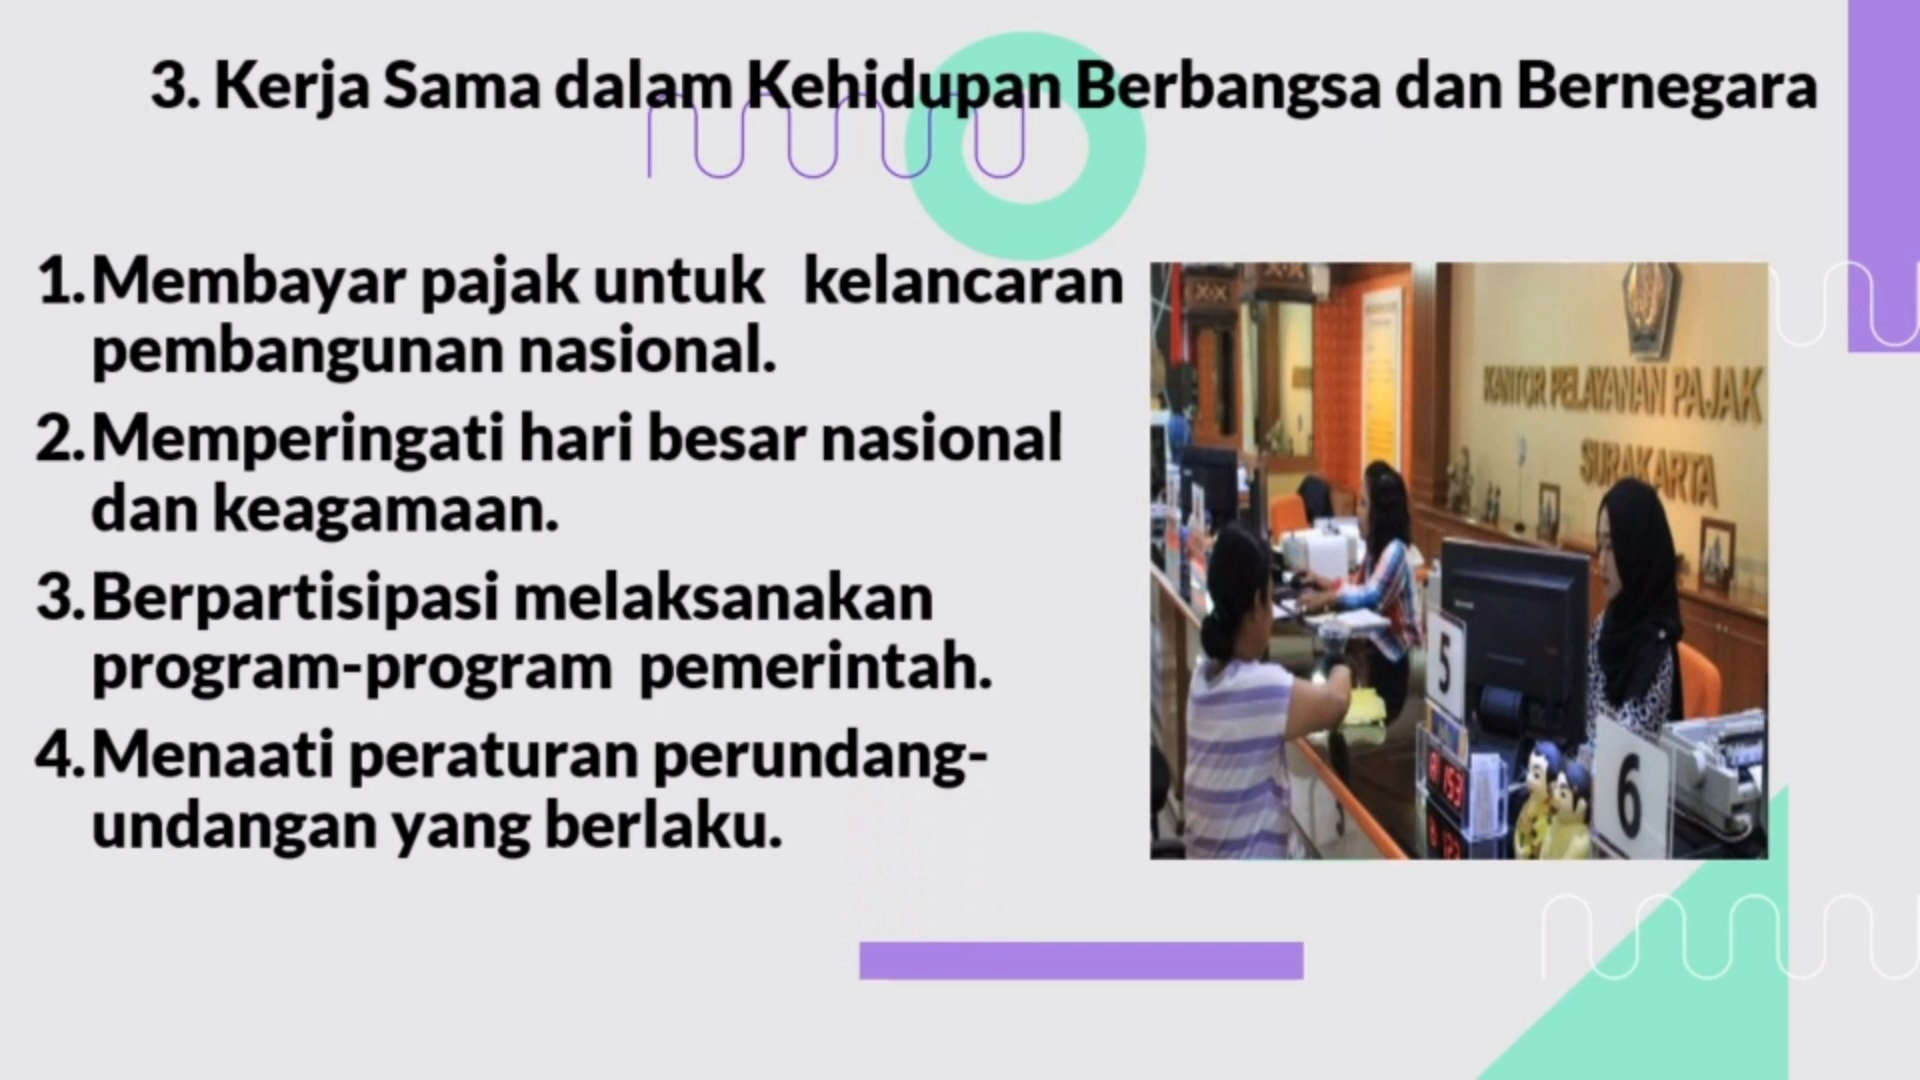 3. Kerja Sama dalam Kehidupan Berbangsa dan Bernegara
1. Membayar pajak untuk kelancaran
pembangunan nasional.
2. Memperingati hari besar nasional
dan keagamaan.
3. Berpartisipasi melaksanakan
program-program pemerintah.
4. Menaati peraturan perundang-
undangan yang berlaku.
KANTOR PELAYANAN PAJAK
SURAKARTA
5
6